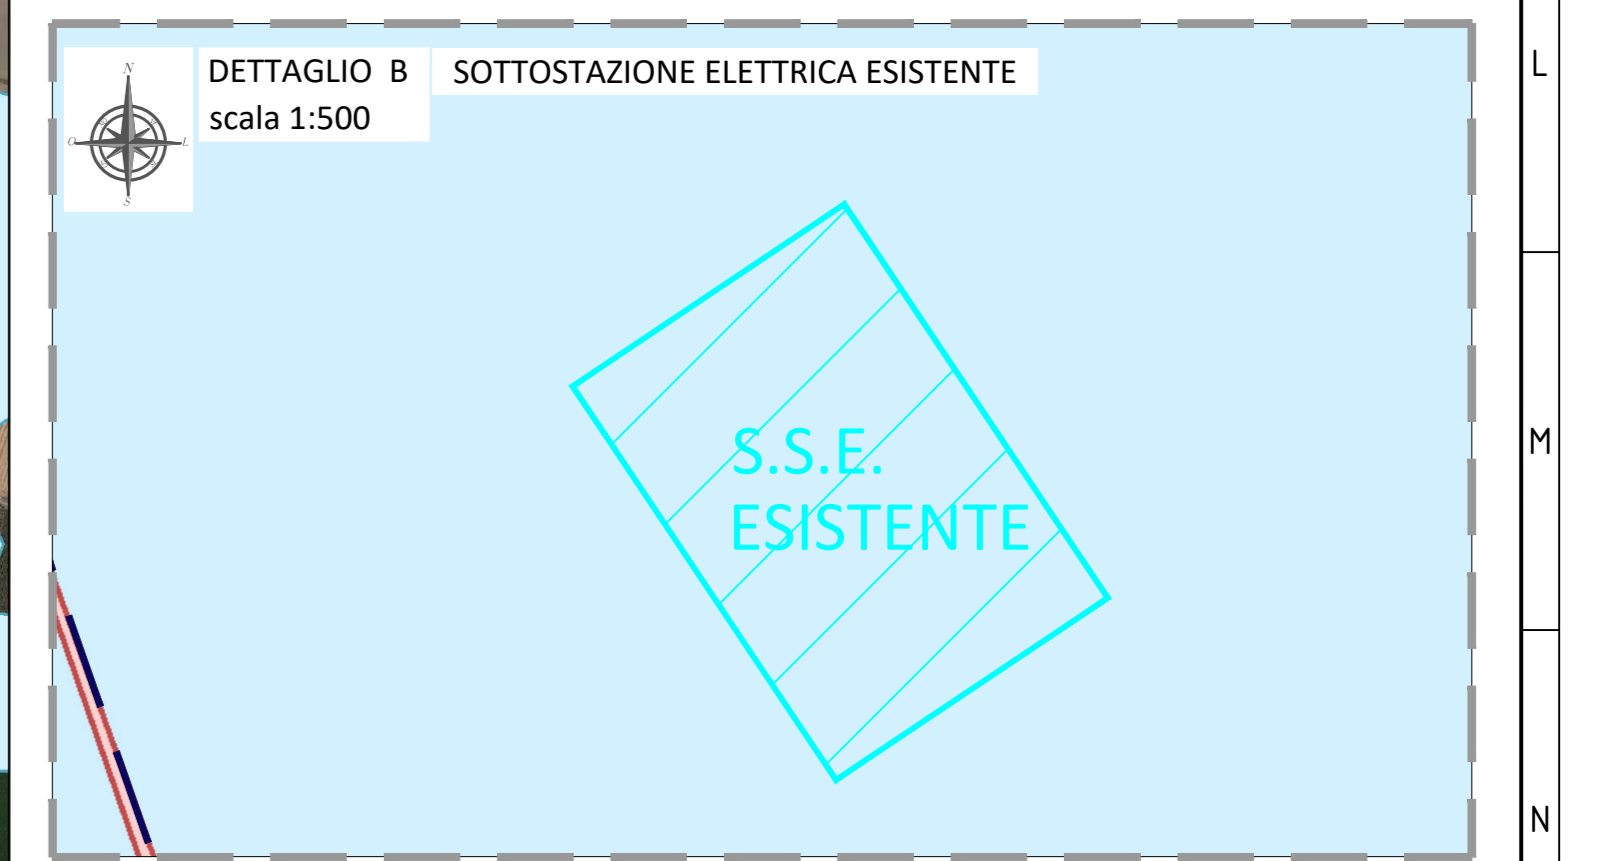 N
DETTAGLIO B
SOTTOSTAZIONE ELETTRICA ESISTENTE
scala 1:500
O
L
S
S.S.E.
ESISTENTE
L
M
N